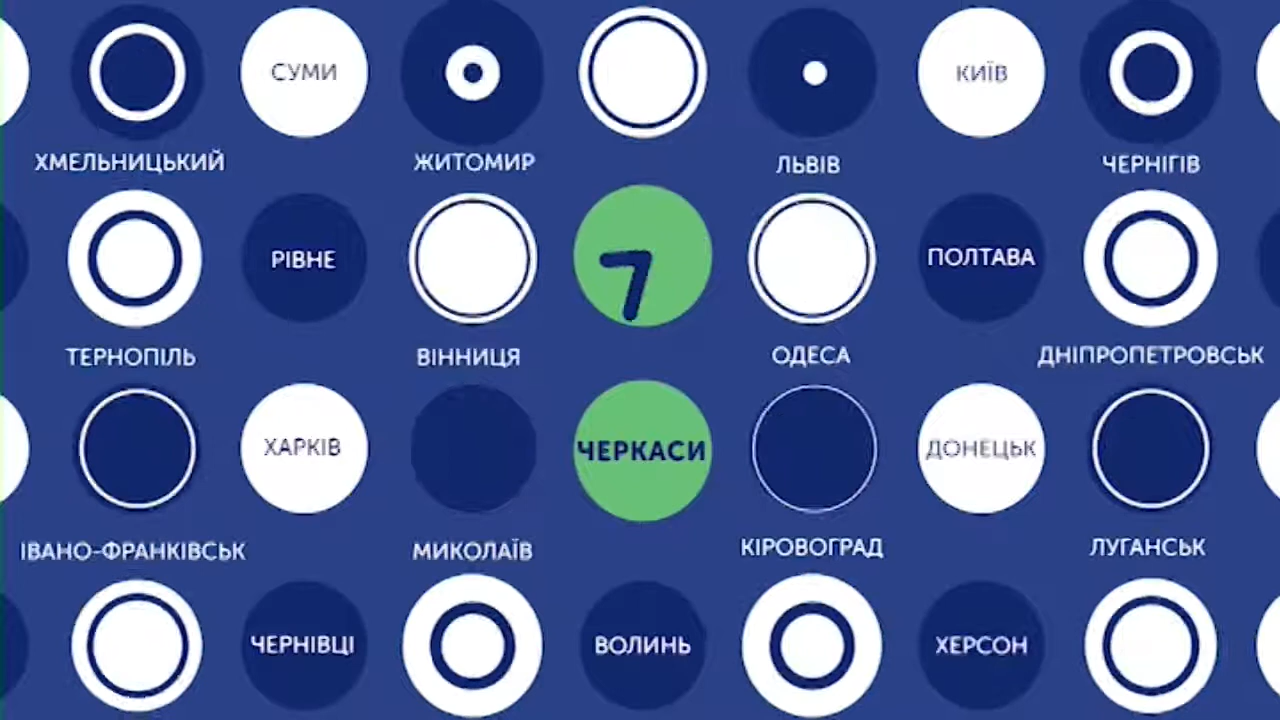 СУМИ
КИЇВ
ХМЕЛЬНИЦЬКИЙ
ЖИТОМИР
ЛЬВІВ
ЧЕРНІГІВ
РІВНЕ
7
ПОЛТАВА
ТЕРНОПІЛЬ
ВІННИЦЯ
ОДЕСА
ДНІПРОПЕТРОВСЬК
ХАРКІВ
ЧЕРКАСИ
ДОНЕЦЬК
ІВАНО-ФРАНКІВСЬК
МИКОЛАЇВ
КІРОВОГРАД
ЛУГАНСЬК
ЧЕРНІВЦІ
ВОЛИНЬ
ХЕРСОН